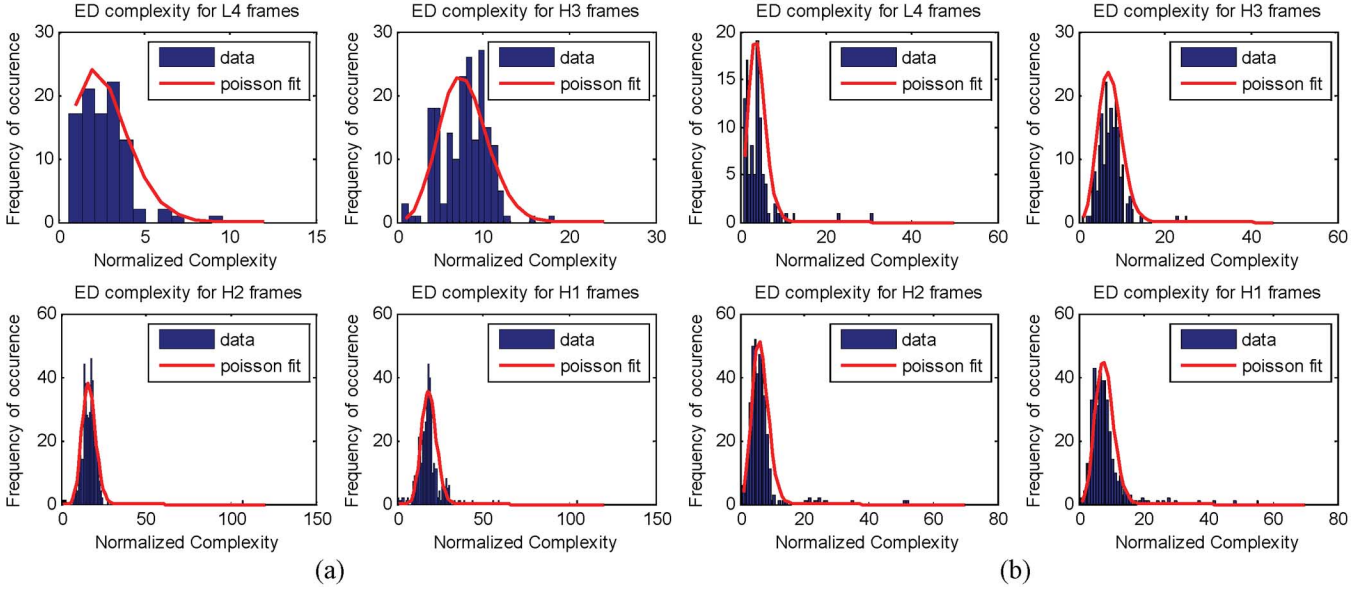 ED complexity for L4 frames
30
20
10
0
0 5 10 15
Frequency of occurence
Normalized Complexity
data
poisson fit
ED complexity for H3 frames
30
20
10
0
0 10 20 30
Frequency of occurence
Normalized Complexity
data
poisson fit
ED complexity for H2 frames
60
40
20
0
0 50 100 150
Frequency of occurence
Normalized Complexity
data
poisson fit
ED complexity for H1 frames
60
40
20
0
0 50 100 150
Frequency of occurence
Normalized Complexity
data
poisson fit
(a)
ED complexity for L4 frames
20
15
10
5
0
0 20 40 60
Frequency of occurence
Normalized Complexity
data
poisson fit
ED complexity for H3 frames
30
20
10
0
0 20 40 60
Frequency of occurence
Normalized Complexity
data
poisson fit
ED complexity for H2 frames
60
40
20
0
0 20 40 60 80
Frequency of occurence
Normalized Complexity
data
poisson fit
ED complexity for H1 frames
60
40
20
0
0 20 40 60 80
Frequency of occurence
Normalized Complexity
data
poisson fit
(b)